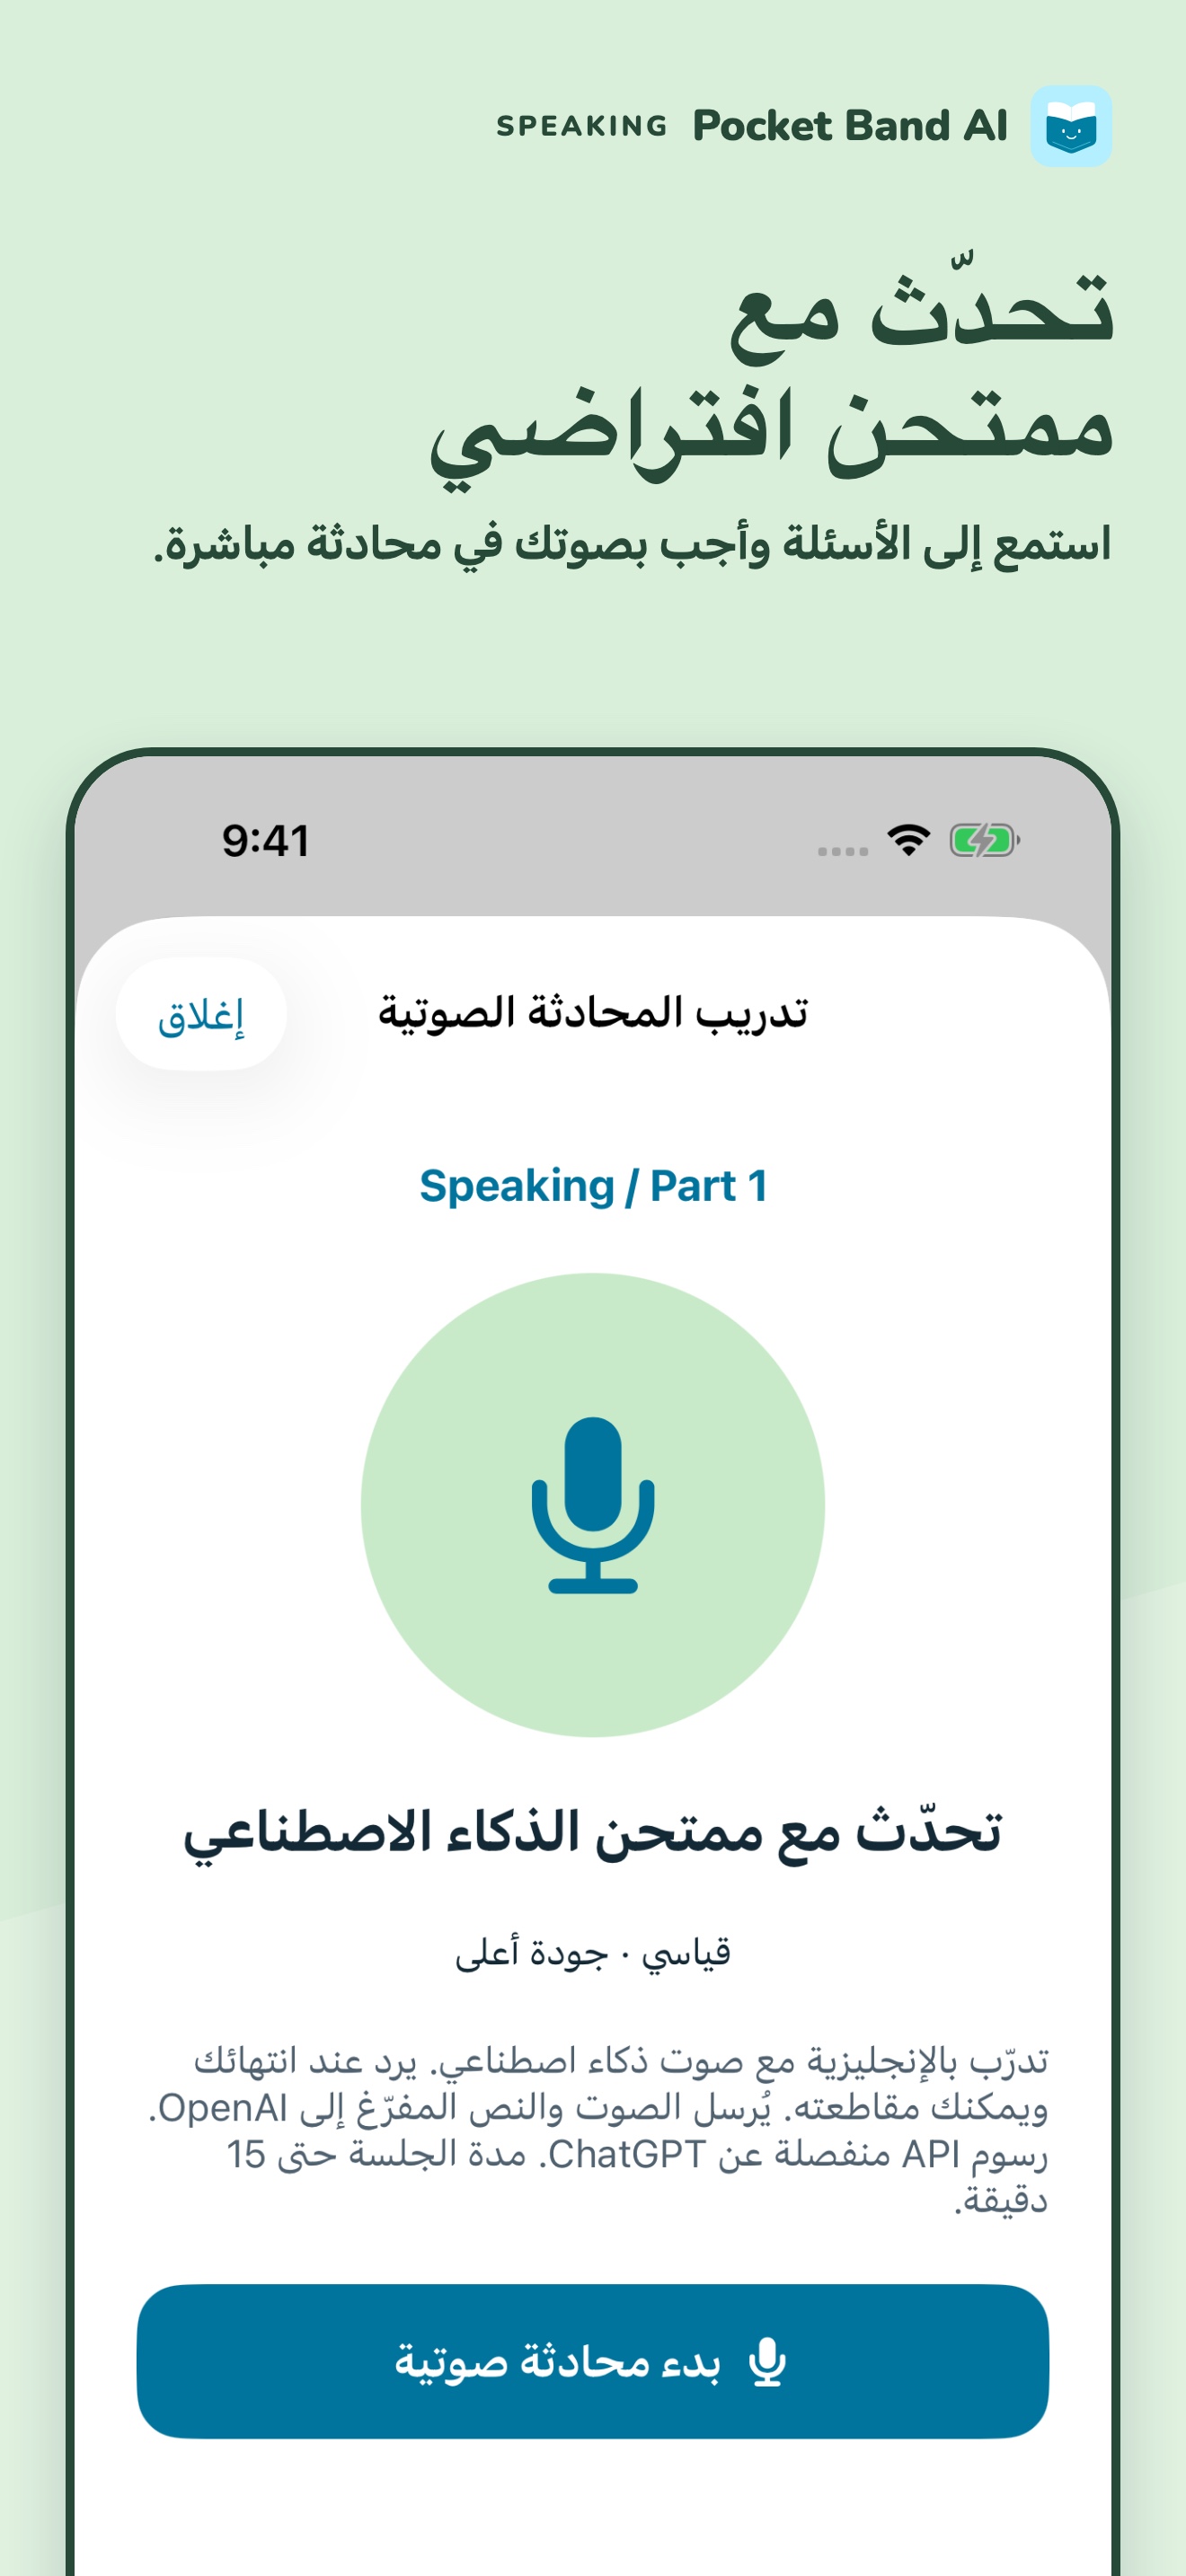 Pocket Band AI SPEAKING
تحدّث مع
ممتحن افتراضي
استمع إلى الأسئلة وأجب بصوتك في محادثة مباشرة.
9:41
تدريب المحادثة الصوتية
إغلاق
Speaking / Part 1
تحدّث مع ممتحن الذكاء الاصطناعي
قياسي · جودة أعلى
تدرّب بالإنجليزية مع صوت ذكاء اصطناعي. يرد عند انتهائك
ويمكنك مقاطعته. يُرسل الصوت والنص المفرّغ إلى OpenAI.
رسوم API منفصلة عن ChatGPT. مدة الجلسة حتى 15
دقيقة.
بدء محادثة صوتية